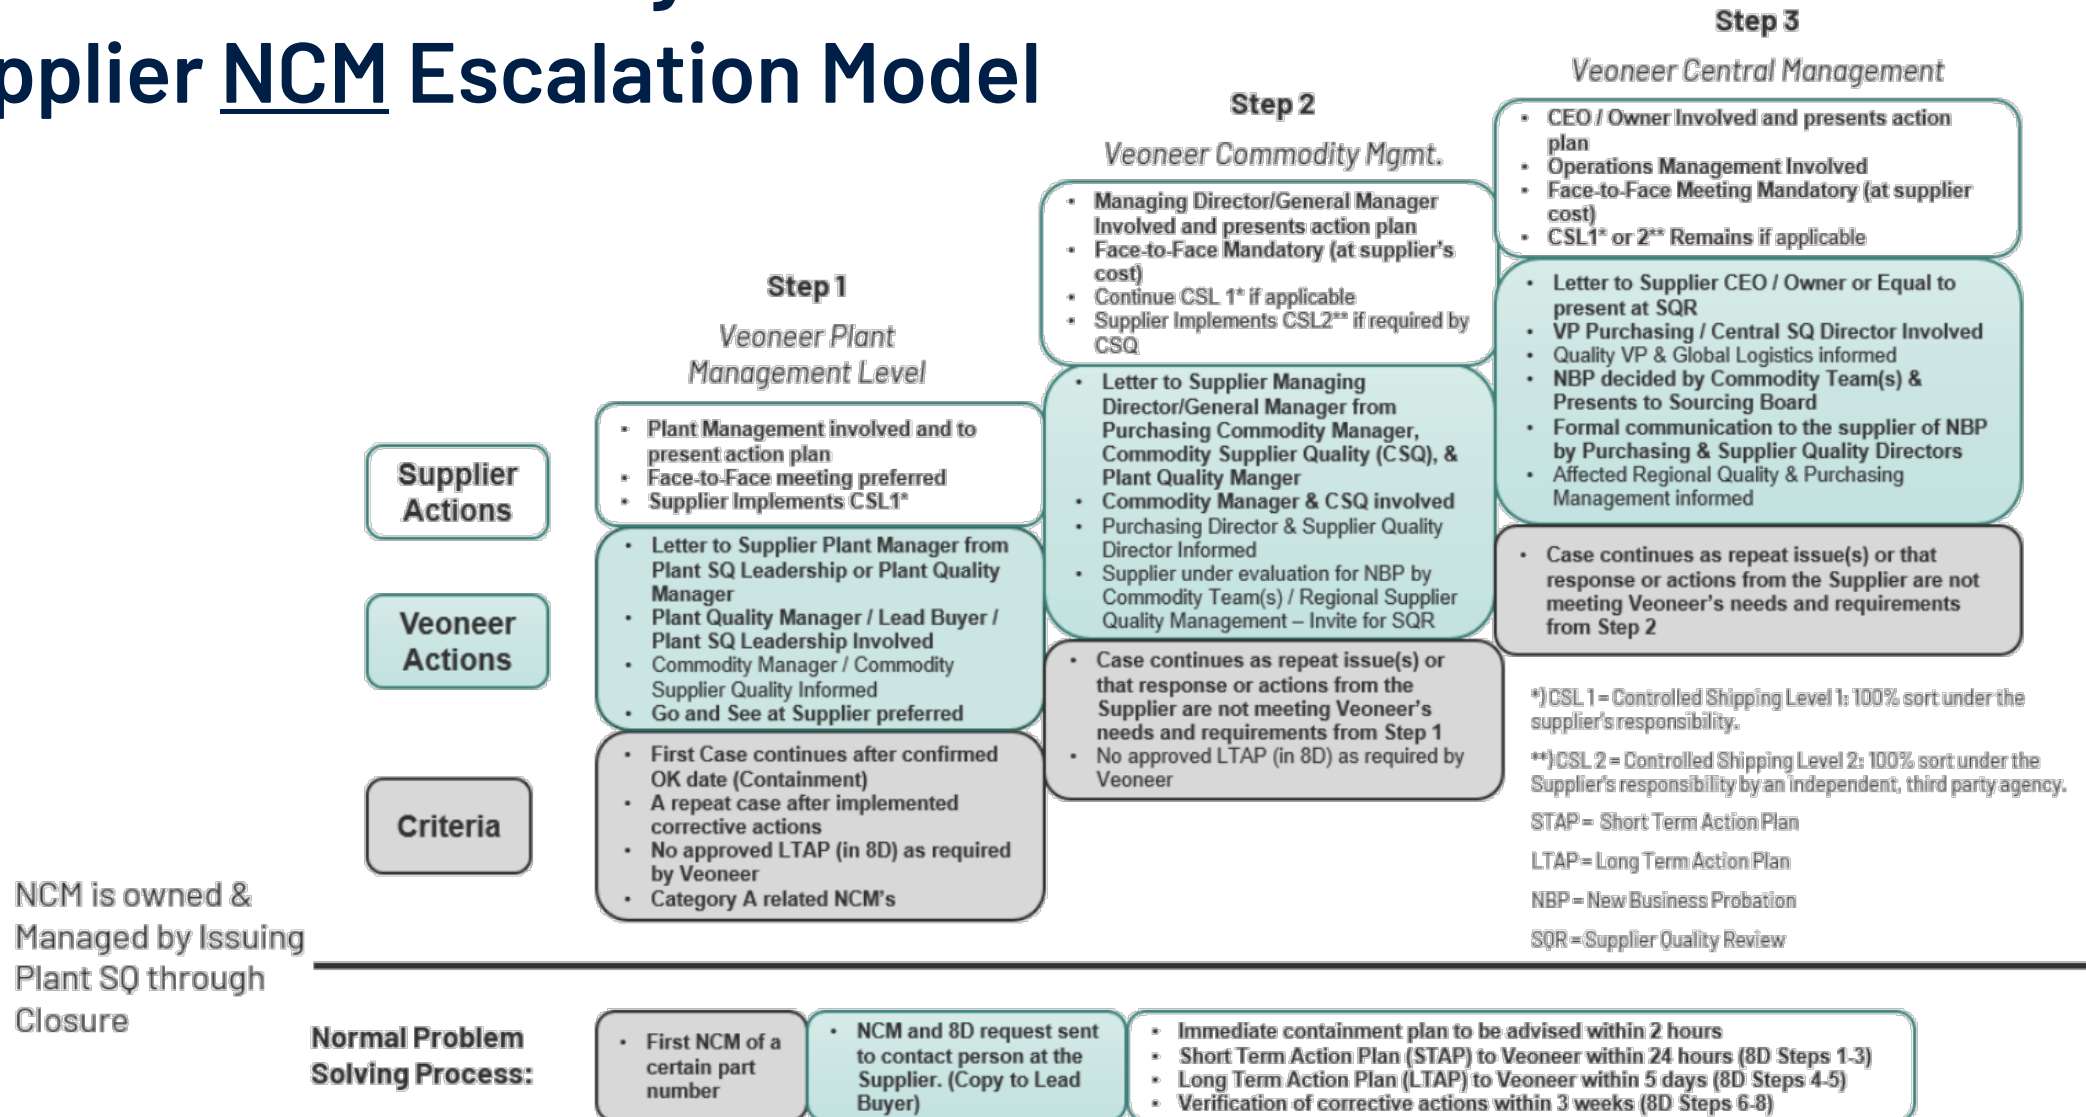 pplier NCM Escalation Model
Step 3
Veoneer Central Management
CEO / Owner Involved and presents action
plan
Operations Management Involved
Face-to-Face Meeting Mandatory (at supplier
cost)
CSL1* or 2** Remains if applicable
Letter to Supplier CEO / Owner or Equal to
present at SQR
VP Purchasing / Central SQ Director Involved
Quality VP & Global Logistics informed
NBP decided by Commodity Team(s) &
Presents to Sourcing Board
Formal communication to the supplier of NBP
by Purchasing & Supplier Quality Directors
Affected Regional Quality & Purchasing
Management informed
Case continues as repeat issue(s) or that
response or actions from the Supplier are not
meeting Veoneer's needs and requirements
from Step 2
Step 2
Veoneer Commodity Mgmt.
Managing Director/General Manager
Involved and presents action plan
Face-to-Face Mandatory (at supplier's
cost)
Continue CSL 1* if applicable
Supplier Implements CSL2** if required by
CSQ
Letter to Supplier Managing
Director/General Manager from
Purchasing Commodity Manager,
Commodity Supplier Quality (CSQ), &
Plant Quality Manger
Commodity Manager & CSQ involved
Purchasing Director & Supplier Quality
Director Informed
Supplier under evaluation for NBP by
Commodity Team(s) / Regional Supplier
Quality Management – Invite for SQR
Case continues as repeat issue(s) or
that response or actions from the
Supplier are not meeting Veoneer's
needs and requirements from Step 1
No approved LTAP (in 8D) as required by
Veoneer
Step 1
Veoneer Plant
Management Level
Plant Management involved and to
present action plan
Face-to-Face meeting preferred
Supplier Implements CSL1*
Letter to Supplier Plant Manager from
Plant SQ Leadership or Plant Quality
Manager
Plant Quality Manager / Lead Buyer /
Plant SQ Leadership Involved
Commodity Manager / Commodity
Supplier Quality Informed
Go and See at Supplier preferred
First Case continues after confirmed
OK date (Containment)
A repeat case after implemented
corrective actions
No approved LTAP (in 8D) as required
by Veoneer
Category A related NCM's
Supplier
Actions
Veoneer
Actions
Criteria
*) CSL 1 = Controlled Shipping Level 1: 100% sort under the
supplier's responsibility.
**)CSL 2 = Controlled Shipping Level 2: 100% sort under the
Supplier's responsibility by an independent, third party agency.
STAP = Short Term Action Plan
LTAP = Long Term Action Plan
NBP = New Business Probation
SQR = Supplier Quality Review
NCM is owned &
Managed by Issuing
Plant SQ through
Closure
Normal Problem
Solving Process:
First NCM of a
certain part
number
NCM and 8D request sent
to contact person at the
Supplier. (Copy to Lead
Buyer)
Immediate containment plan to be advised within 2 hours
Short Term Action Plan (STAP) to Veoneer within 24 hours (8D Steps 1-3)
Long Term Action Plan (LTAP) to Veoneer within 5 days (8D Steps 4-5)
Verification of corrective actions within 3 weeks (8D Steps 6-8)